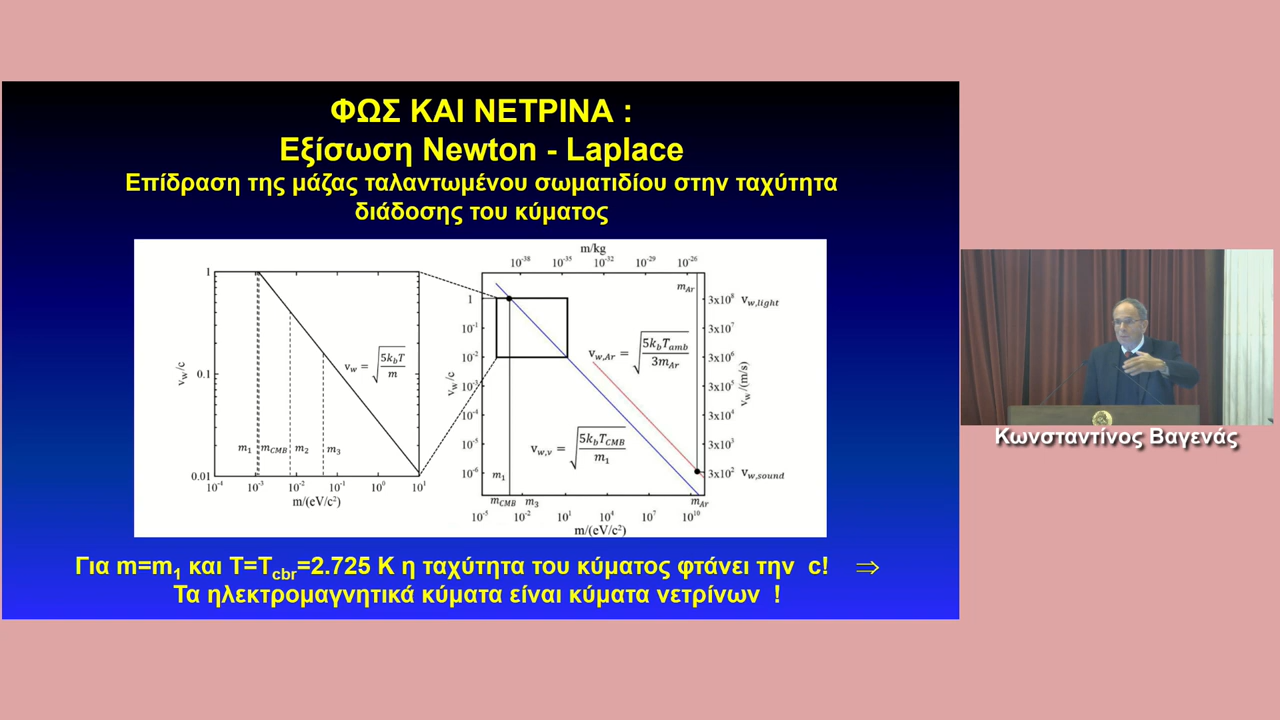 ΦΩΣ ΚΑΙ ΝΕΤΡΙΝΑ :
Εξίσωση Newton - Laplace
Επίδραση της μάζας ταλαντωμένου σωματιδίου στην ταχύτητα
διάδοσης του κύματος
1
0.1
0.01
v_w/c
v_w = √(5k_bT/m)
m₁ m_CMB m₂ m₃
10⁻⁴ 10⁻³ 10⁻² 10⁻¹ 10⁰ 10¹
m/(eV/c²)
m/kg
10⁻³⁸ 10⁻³⁵ 10⁻³² 10⁻²⁹ 10⁻²⁶
m_Ar
1
10⁻¹
10⁻²
10⁻³
10⁻⁴
10⁻⁵
10⁻⁶
v_w/c
v_w,Ar = √(5k_bT_amb/3m_Ar)
v_w,ν = √(5k_bT_CMB/m₁)
3x10⁸ v_w,light
3x10⁷
3x10⁶
3x10⁵
3x10⁴
3x10³
3x10² v_w,sound
v_w/(m/s)
m₁
m_CMB m₃ m_Ar
10⁻⁵ 10⁻² 10¹ 10⁴ 10⁷ 10¹⁰
m/(eV/c²)
Για m=m₁ και T=T_cbr=2.725 K η ταχύτητα του κύματος φτάνει την c! ⇒
Τα ηλεκτρομαγνητικά κύματα είναι κύματα νετρίνων !
Κωνσταντίνος Βαγενάς